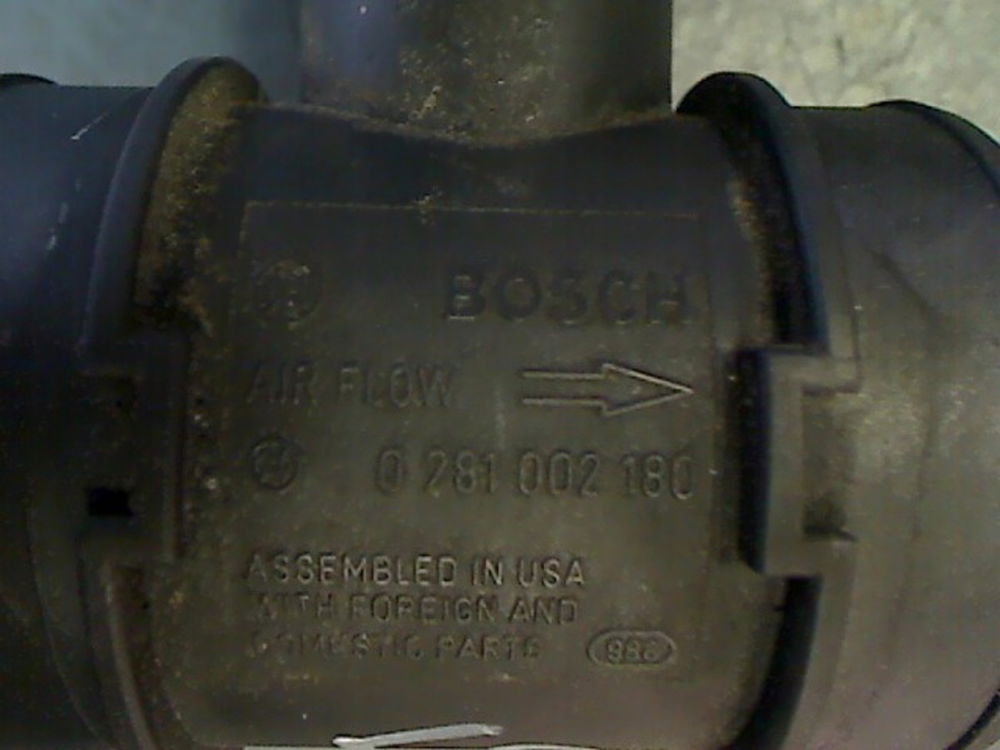 BOSCH
AIR FLOW
0 281 002 180
ASSEMBLED IN USA
WITH FOREIGN AND
DOMESTIC PARTS